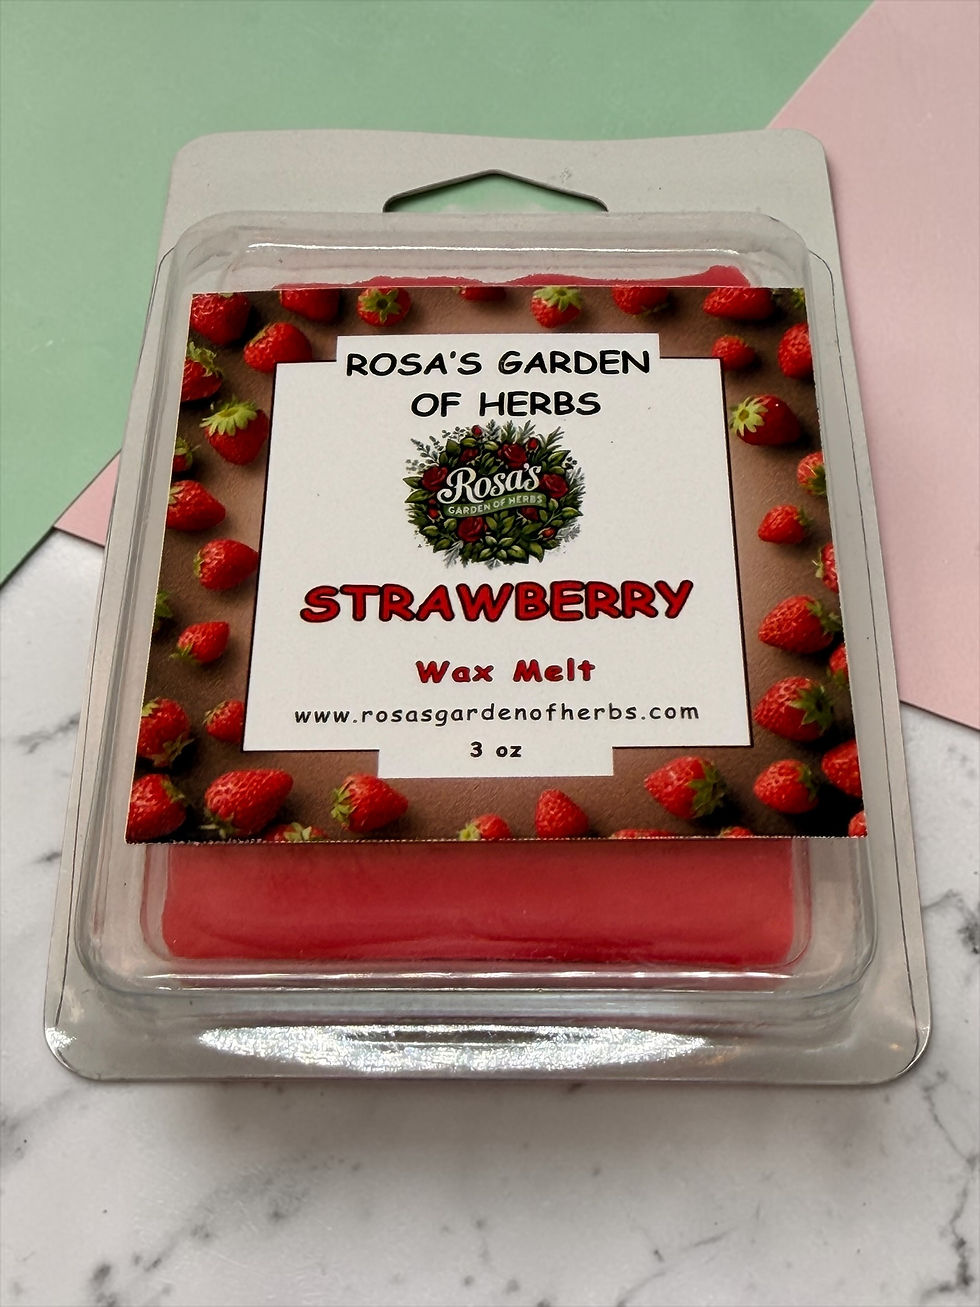 ROSA'S GARDEN
OF HERBS
Rosa's
GARDEN OF HERBS
STRAWBERRY
Wax Melt
www.rosasgardenofherbs.com
3 oz